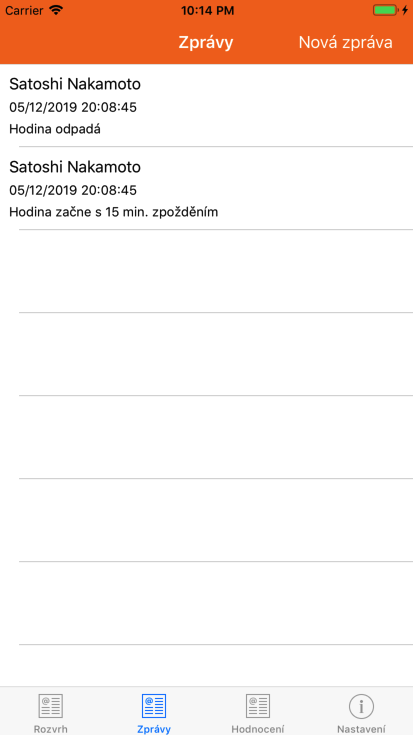 Carrier 10:14 PM
Zprávy Nová zpráva
Satoshi Nakamoto
05/12/2019 20:08:45
Hodina odpadá
Satoshi Nakamoto
05/12/2019 20:08:45
Hodina začne s 15 min. zpožděním
Rozvrh Zprávy Hodnocení Nastavení